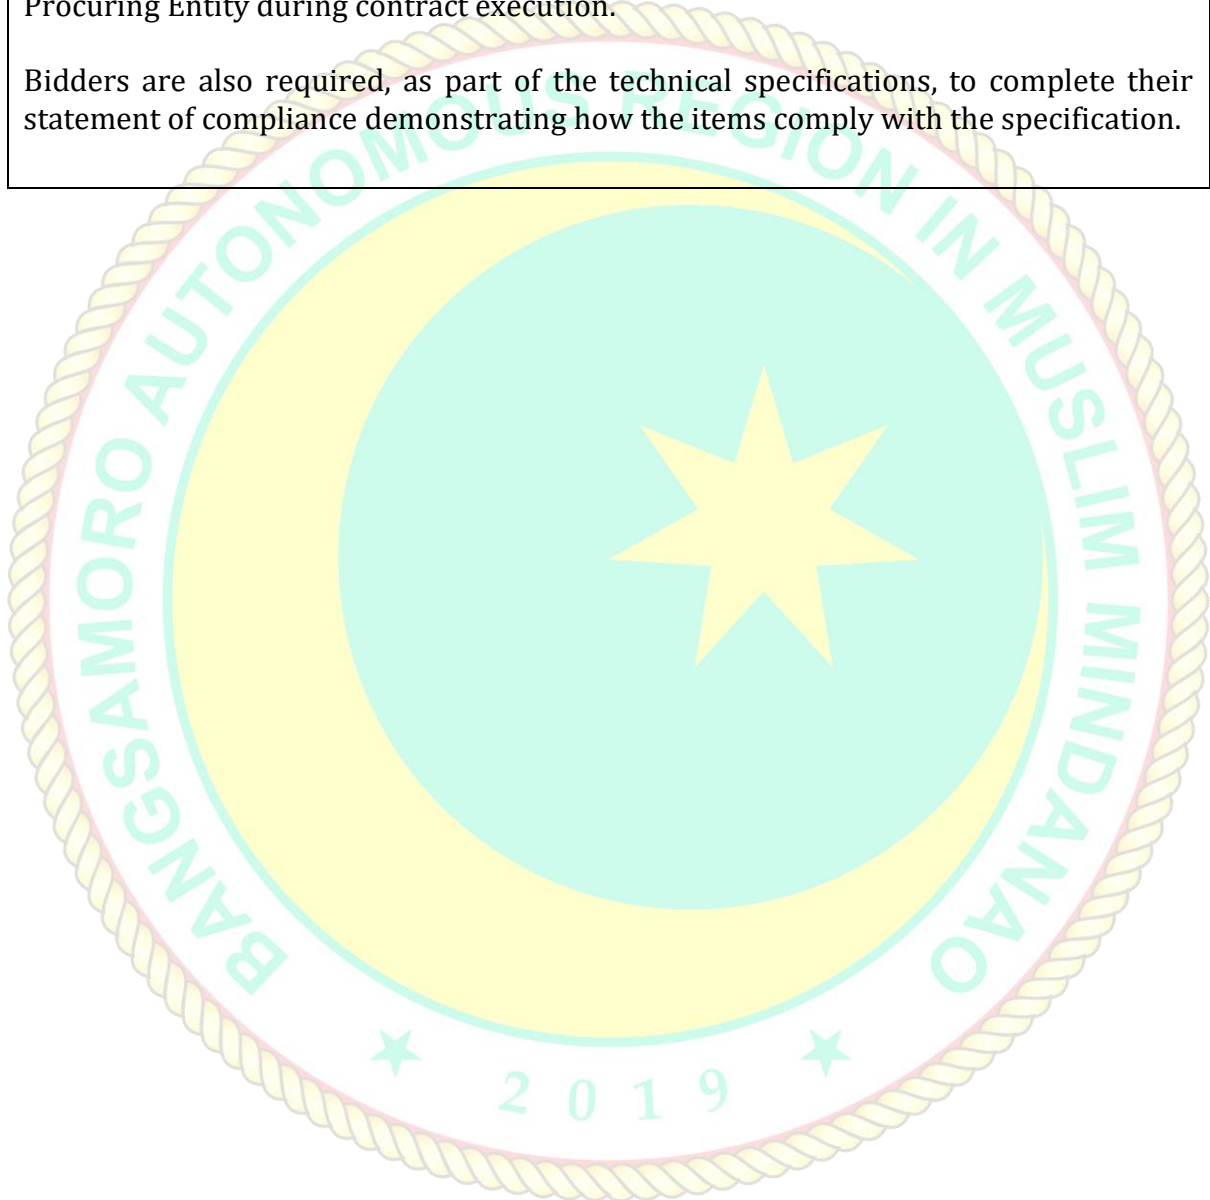 Procuring Entity during contract execution.
Bidders are also required, as part of the technical specifications, to complete their
statement of compliance demonstrating how the items comply with the specification.
BANGSAMORO AUTONOMOUS REGION IN MUSLIM MINDANAO
2019